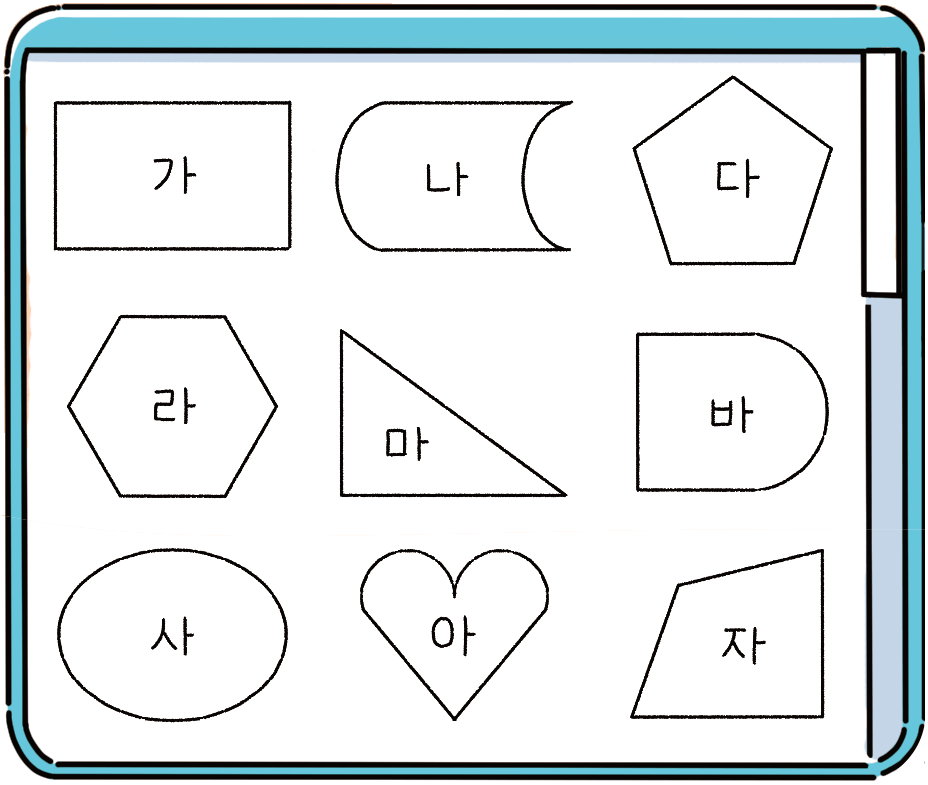 가 나 다
라 마 바
사 아 자